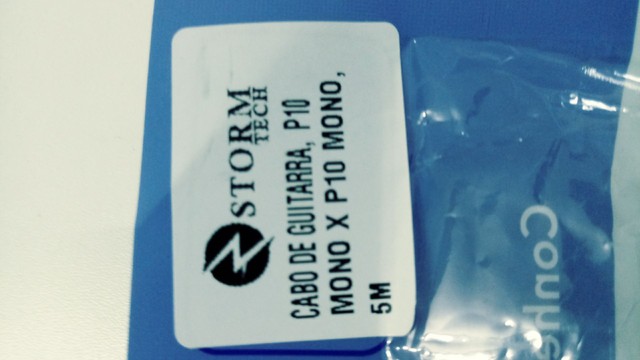 STORM
TECH
CABO DE GUITARRA, P10
MONO X P10 MONO,
5M